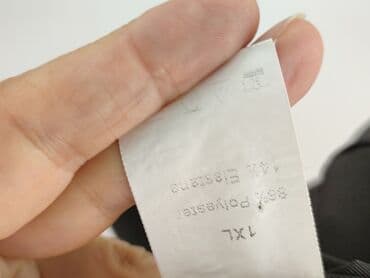 1XL
86% Polyester
14% Elastane